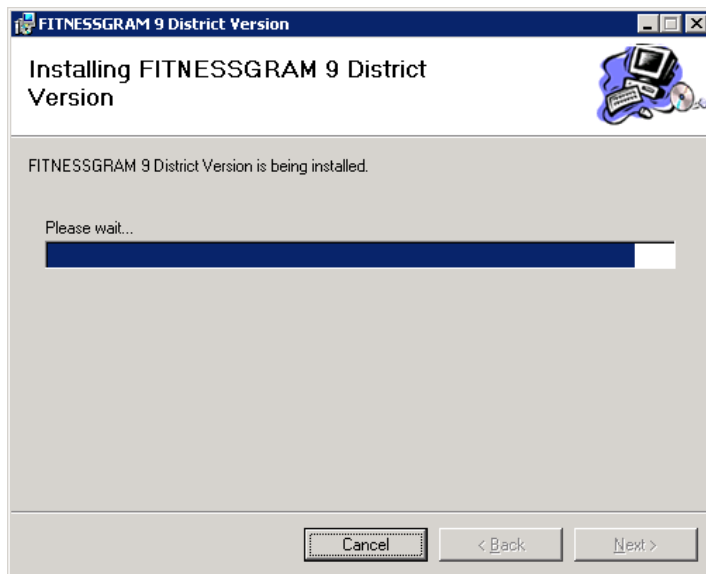 FITNESSGRAM 9 District Version
Installing FITNESSGRAM 9 District
Version
FITNESSGRAM 9 District Version is being installed.
Please wait...
Cancel
< Back
Next >